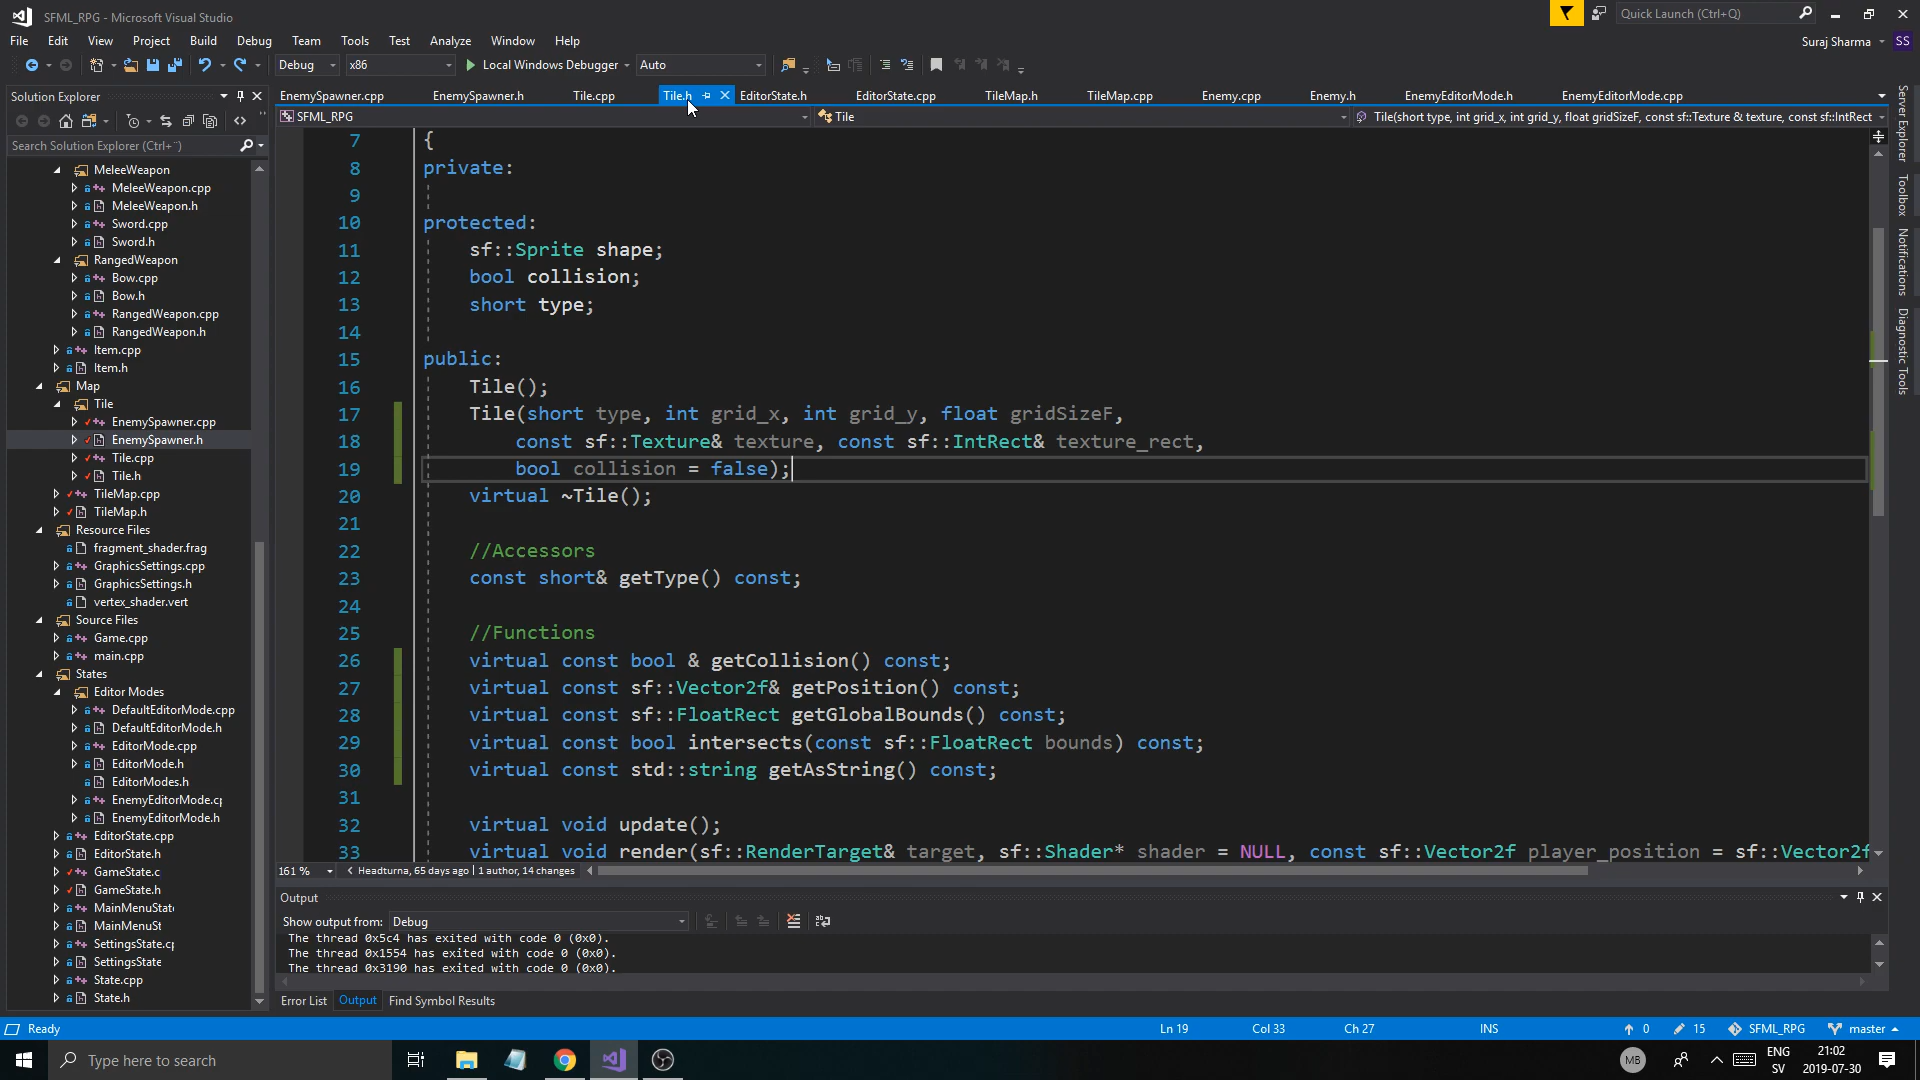 SFML_RPG - Microsoft Visual Studio
Quick Launch (Ctrl+Q)
File Edit View Project Build Debug Team Tools Test Analyze Window Help
Suraj Sharma SS
Debug x86 Local Windows Debugger Auto
Solution Explorer
EnemySpawner.cpp EnemySpawner.h Tile.cpp Tile.h EditorState.h EditorState.cpp TileMap.h TileMap.cpp Enemy.cpp Enemy.h EnemyEditorMode.h EnemyEditorMode.cpp
SFML_RPG Tile Tile(short type, int grid_x, int grid_y, float gridSizeF, const sf::Texture & texture, const sf::IntRect
Search Solution Explorer (Ctrl+¨)
MeleeWeapon
MeleeWeapon.cpp
MeleeWeapon.h
Sword.cpp
Sword.h
RangedWeapon
Bow.cpp
Bow.h
RangedWeapon.cpp
RangedWeapon.h
Item.cpp
Item.h
Map
Tile
EnemySpawner.cpp
EnemySpawner.h
Tile.cpp
Tile.h
TileMap.cpp
TileMap.h
Resource Files
fragment_shader.frag
GraphicsSettings.cpp
GraphicsSettings.h
vertex_shader.vert
Source Files
Game.cpp
main.cpp
States
Editor Modes
DefaultEditorMode.cpp
DefaultEditorMode.h
EditorMode.cpp
EditorMode.h
EditorModes.h
EnemyEditorMode.c
EnemyEditorMode.h
EditorState.cpp
EditorState.h
GameState.c
GameState.h
MainMenuState
MainMenuSt
SettingsState.c
SettingsState
State.cpp
State.h
7 {
8 private:
9
10 protected:
11 sf::Sprite shape;
12 bool collision;
13 short type;
14
15 public:
16 Tile();
17 Tile(short type, int grid_x, int grid_y, float gridSizeF,
18 const sf::Texture& texture, const sf::IntRect& texture_rect,
19 bool collision = false);
20 virtual ~Tile();
21
22 //Accessors
23 const short& getType() const;
24
25 //Functions
26 virtual const bool & getCollision() const;
27 virtual const sf::Vector2f& getPosition() const;
28 virtual const sf::FloatRect getGlobalBounds() const;
29 virtual const bool intersects(const sf::FloatRect bounds) const;
30 virtual const std::string getAsString() const;
31
32 virtual void update();
33 virtual void render(sf::RenderTarget& target, sf::Shader* shader = NULL, const sf::Vector2f player_position = sf::Vector2f
161 % Headturna, 65 days ago | 1 author, 14 changes
Server Explorer
Toolbox
Notifications
Diagnostic Tools
Output
Show output from: Debug
The thread 0x5c4 has exited with code 0 (0x0).
The thread 0x1554 has exited with code 0 (0x0).
The thread 0x3190 has exited with code 0 (0x0).
Error List Output Find Symbol Results
Ready Ln 19 Col 33 Ch 27 INS 0 15 SFML_RPG master
Type here to search
MB
ENG
SV
21:02
2019-07-30